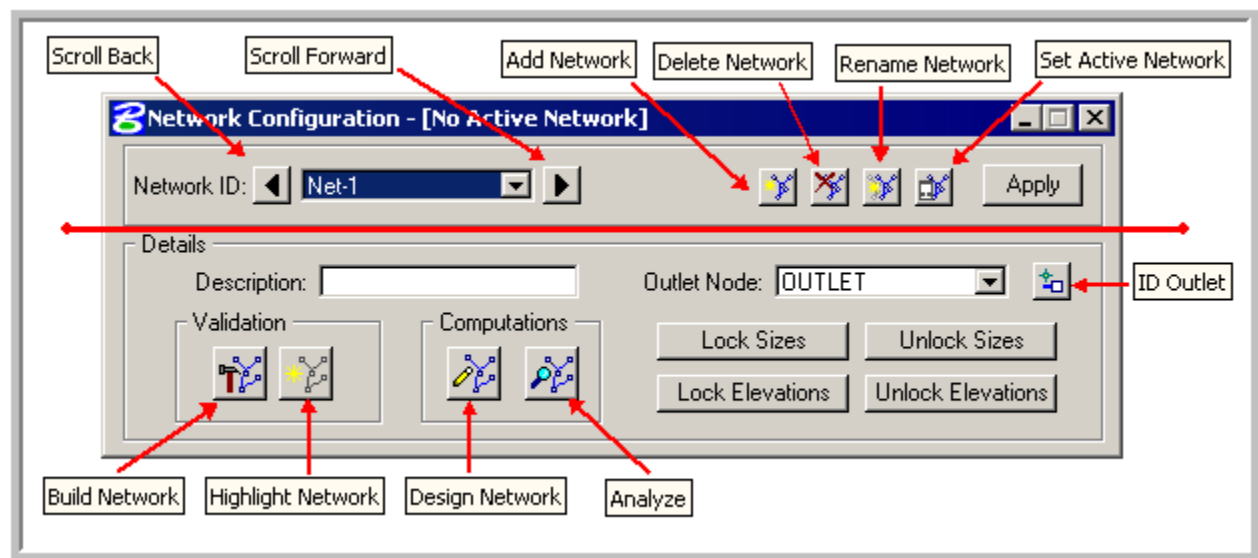 Scroll Back
Scroll Forward
Add Network
Delete Network
Rename Network
Set Active Network
Network Configuration - [No Active Network]
Network ID:
Net-1
Apply
Details
Description:
Outlet Node:
OUTLET
ID Outlet
Validation
Computations
Lock Sizes
Unlock Sizes
Lock Elevations
Unlock Elevations
Build Network
Highlight Network
Design Network
Analyze